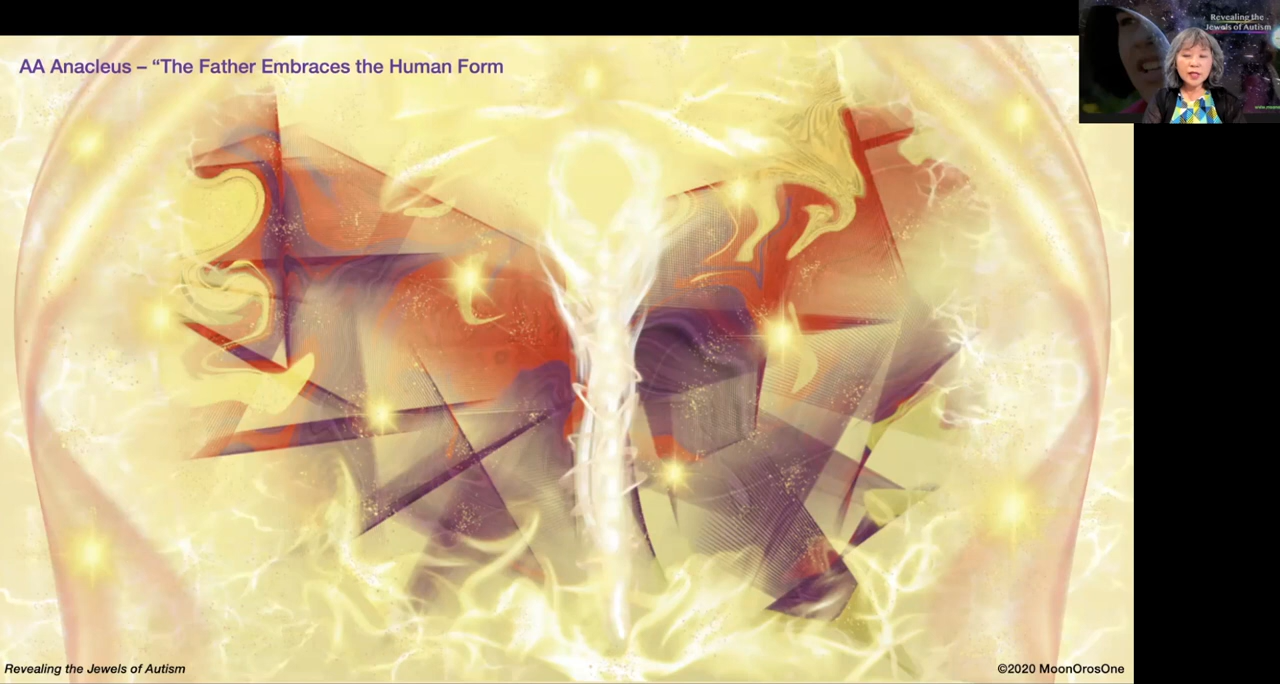 AA Anacleus – “The Father Embraces the Human Form
Revealing the
Jewels of Autism
Revealing the Jewels of Autism
©2020 MoonOrosOne